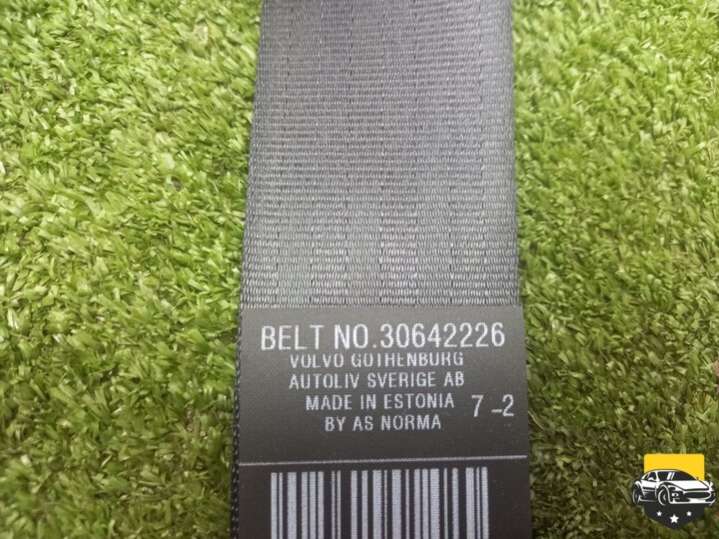 BELT NO.30642226
VOLVO GOTHENBURG
AUTOLIV SVERIGE AB
MADE IN ESTONIA 7-2
BY AS NORMA